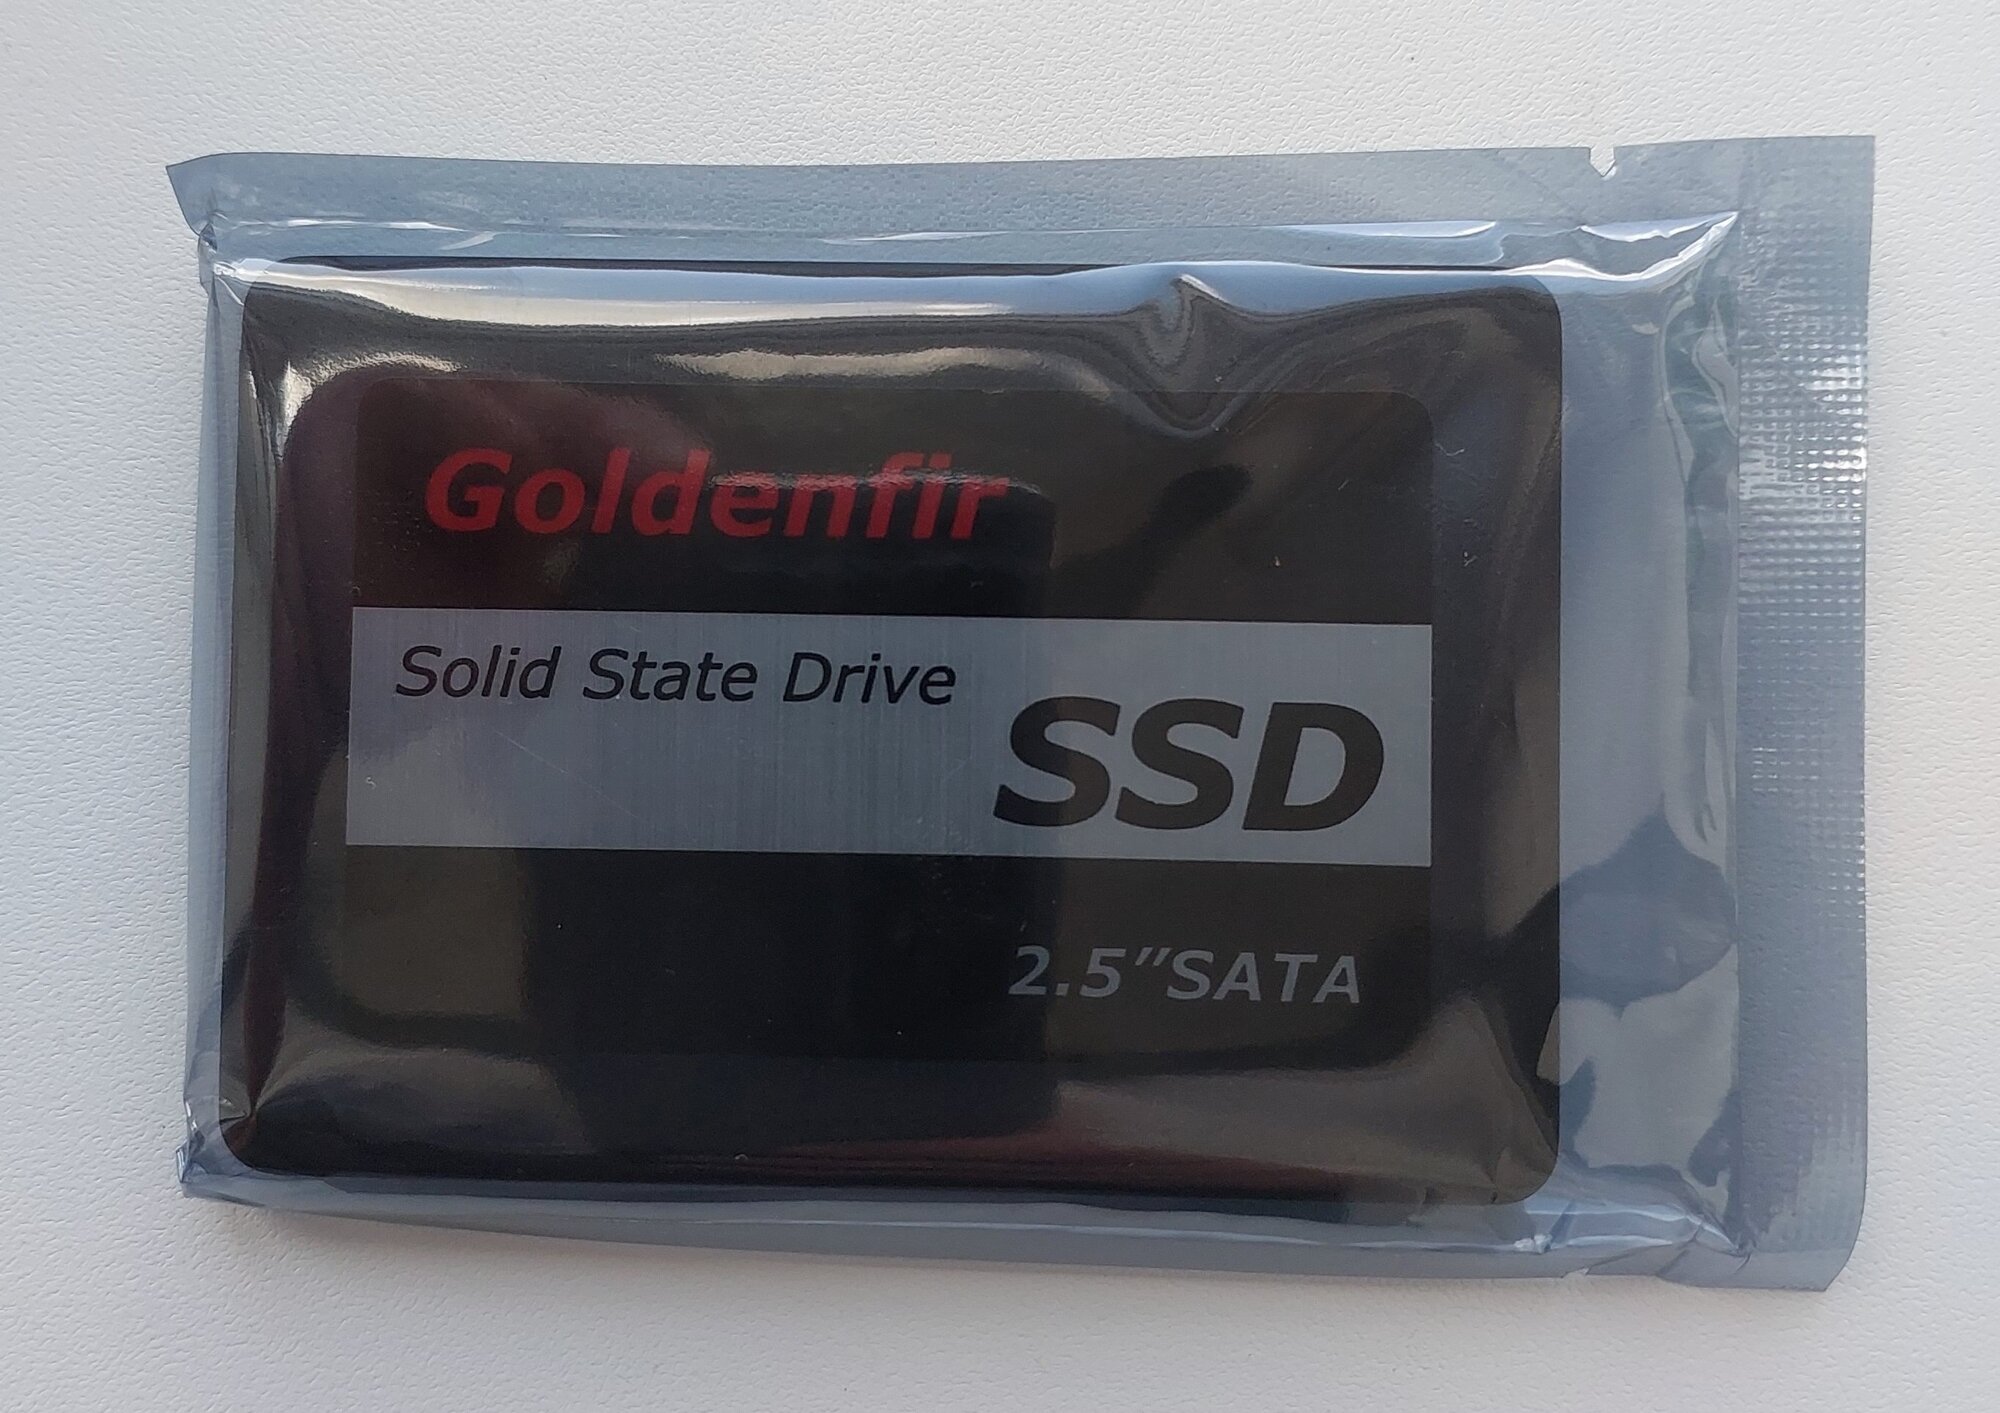 Goldenfir
Solid State Drive
SSD
2.5"SATA